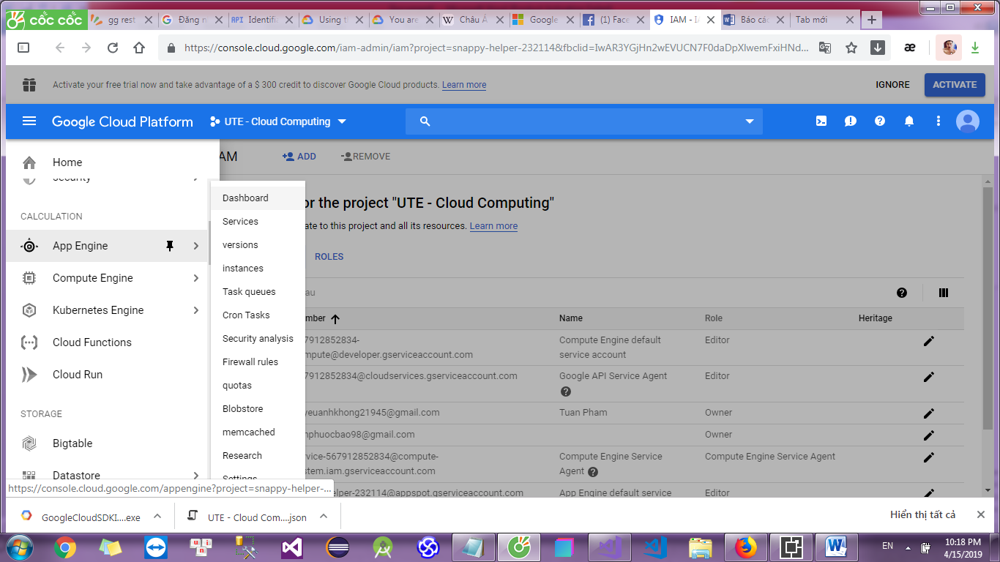 cốc cốc
gg rest
Đăng n
API Identifi
Using t
You are
W Châu Á
Google
(1) Face
IAM - I
Báo cá
Tab mới
https://console.cloud.google.com/iam-admin/iam?project=snappy-helper-232114&fbclid=IwAR3YGjHn2wEVUCN7F0daDpXlwemFxiHNd...
æ
Activate your free trial now and take advantage of a $ 300 credit to discover Google Cloud products. Learn more
IGNORE
ACTIVATE
Google Cloud Platform
UTE - Cloud Computing
Home
Security
CALCULATION
App Engine
Compute Engine
Kubernetes Engine
Cloud Functions
Cloud Run
STORAGE
Bigtable
Datastore
Dashboard
Services
versions
instances
Task queues
Cron Tasks
Security analysis
Firewall rules
quotas
Blobstore
memcached
Research
Settings
AM
ADD
REMOVE
or the project "UTE - Cloud Computing"
ate to this project and all its resources. Learn more
ROLES
au
mber
Name
Role
Heritage
7912852834-
mpute@developer.gserviceaccount.com
Compute Engine default
service account
Editor
7912852834@cloudservices.gserviceaccount.com
Google API Service Agent
Editor
yeuanhkhong21945@gmail.com
Tuan Pham
Owner
nphuocbao98@gmail.com
Owner
rvice-567912852834@compute-
stem.iam.gserviceaccount.com
Compute Engine Service
Agent
Compute Engine Service Agent
elper-232114@appspot.gserviceaccount.com
App Engine default service
Editor
https://console.cloud.google.com/appengine?project=snappy-helper-...
GoogleCloudSDKI....exe
UTE - Cloud Com....json
Hiển thị tất cả
EN
10:18 PM
4/15/2019